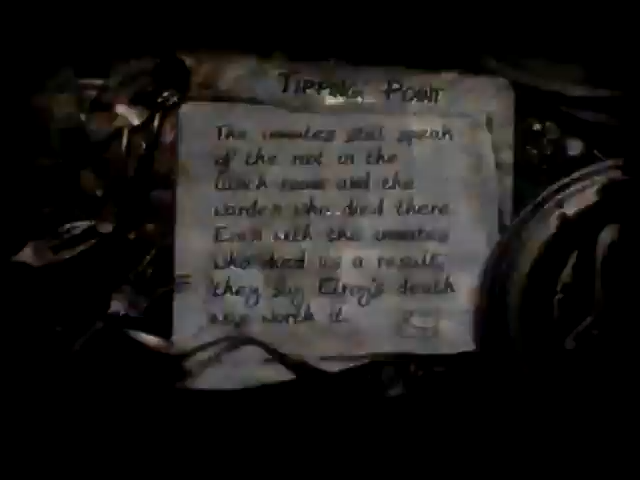 TIPPING POINT
The inmates still speak
of the riot in the
lunch room and the
warden who died there.
Even with the inmates
who died as a result,
they say Elroy's death
was worth it.